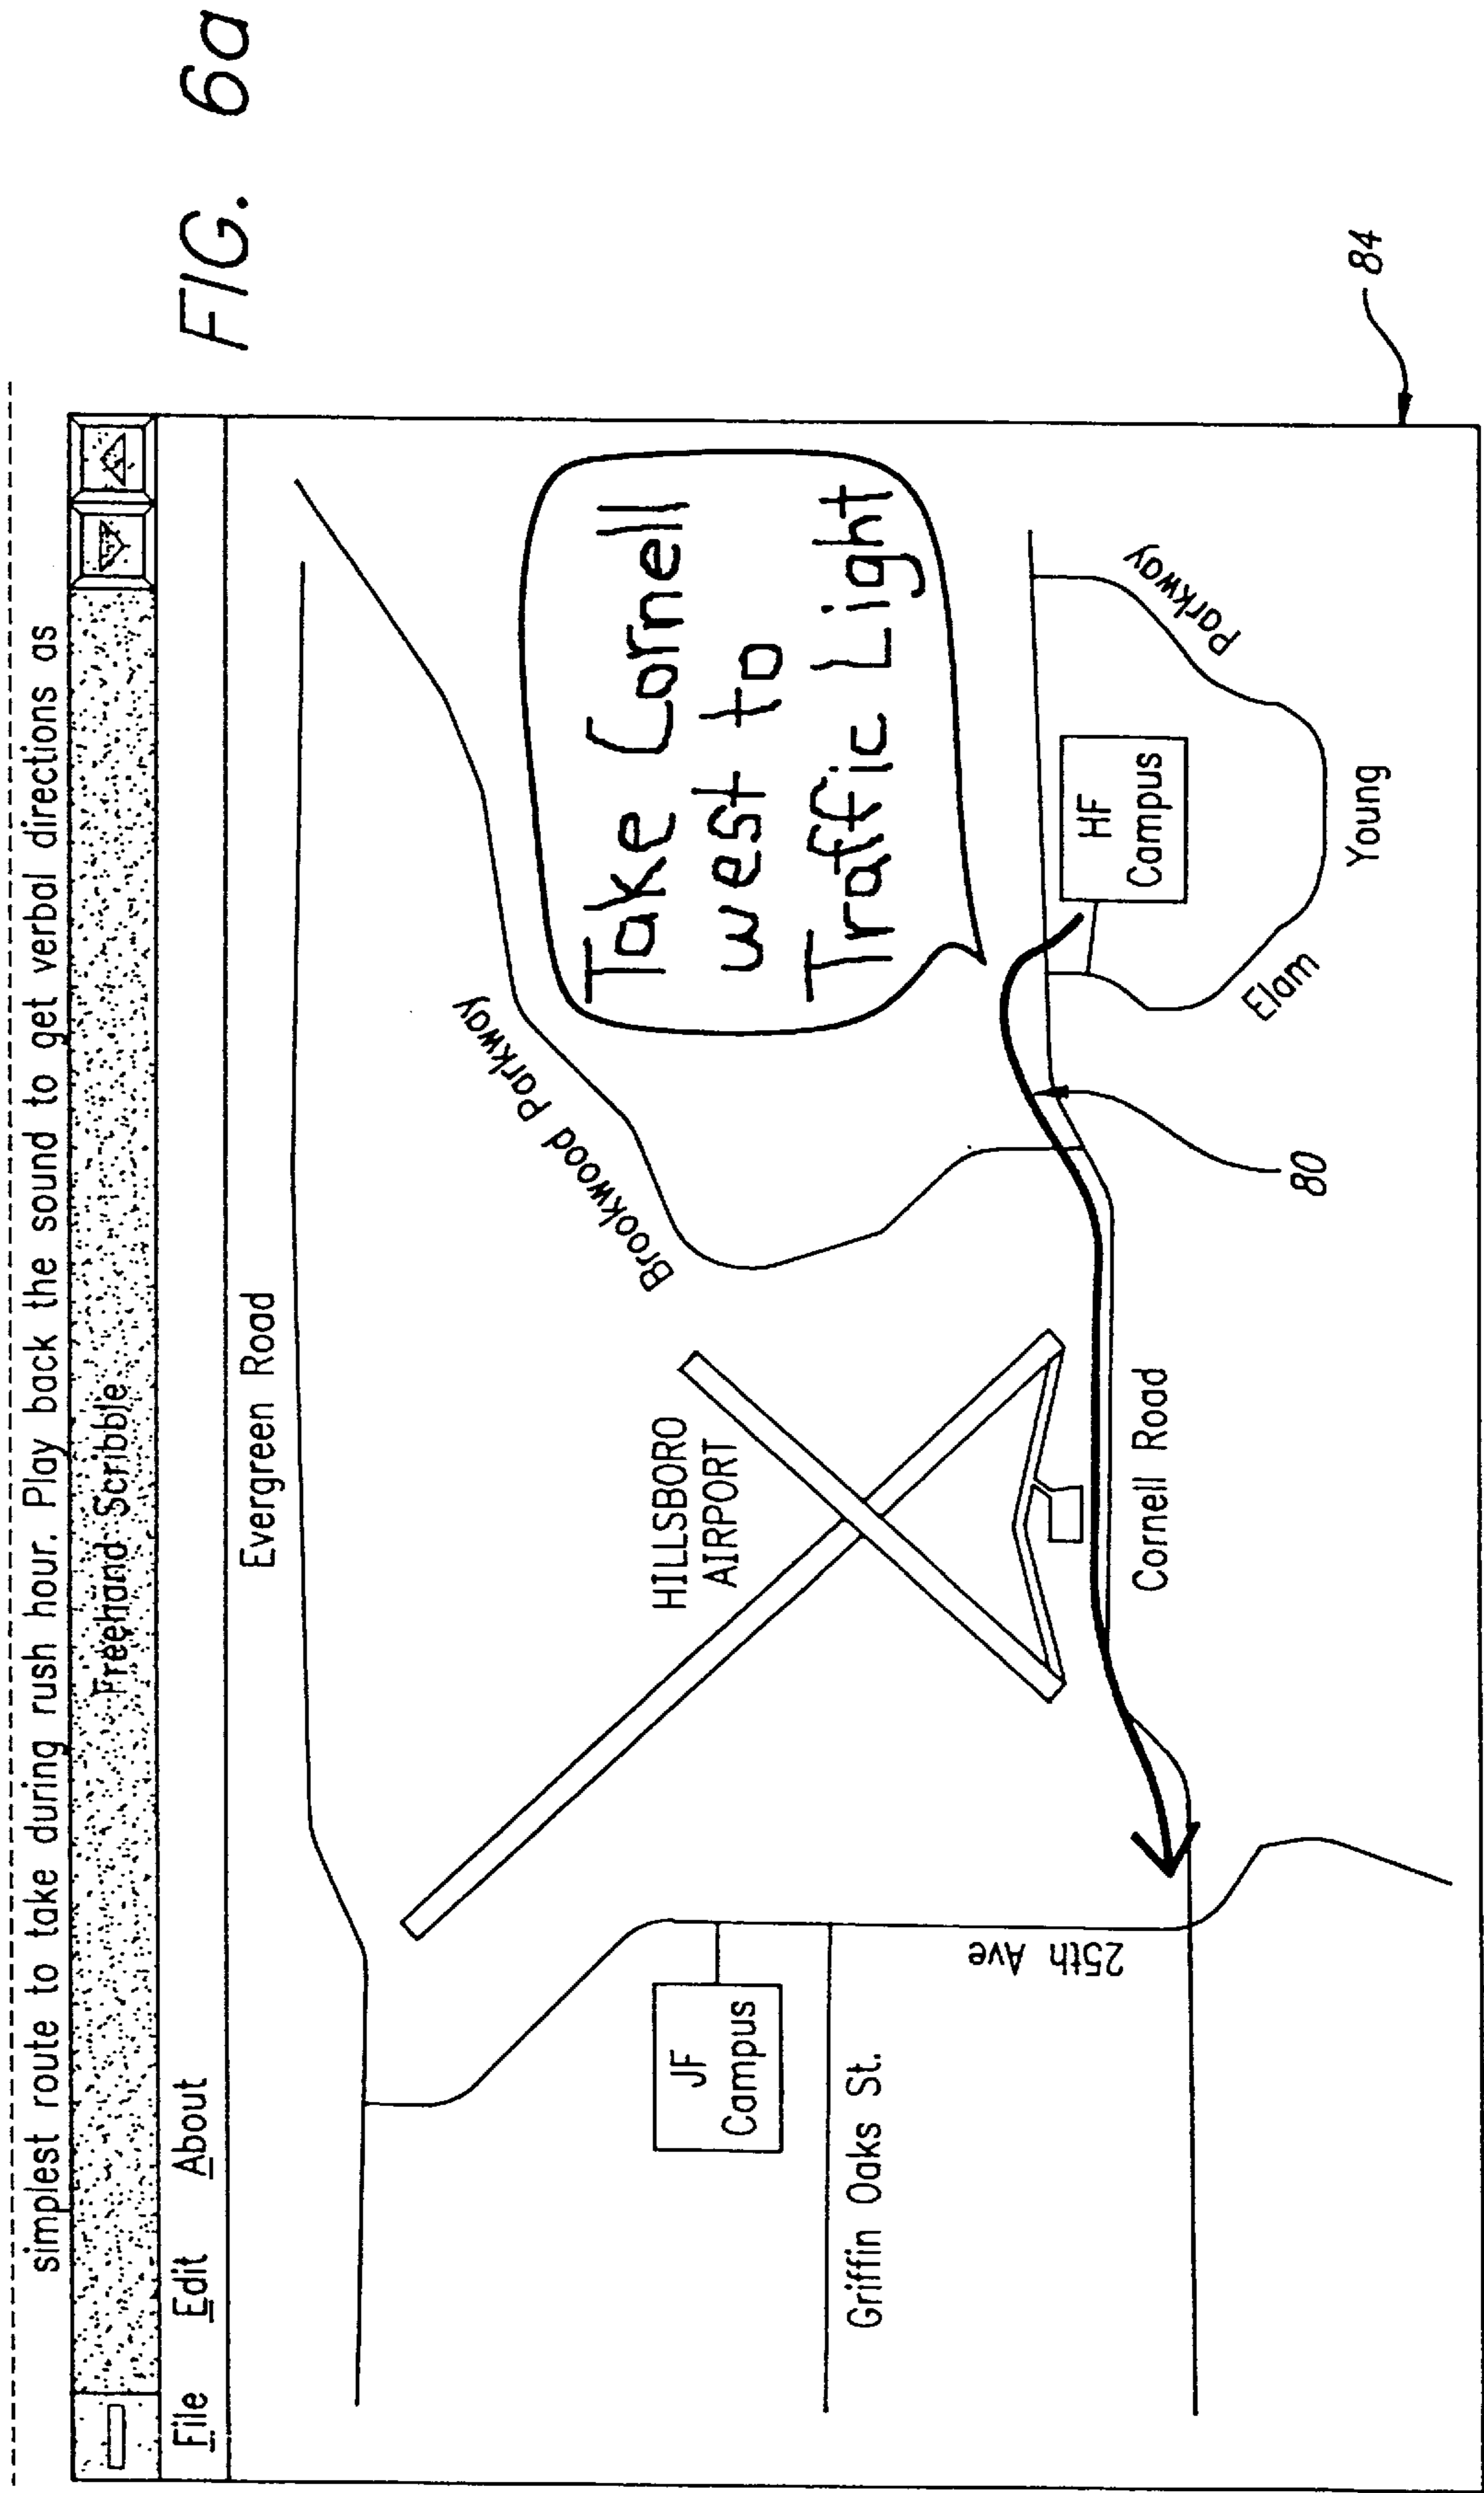 FIG. 6a
simplest route to take during rush hour. Play back the sound to get verbal directions as
Freehand Scribble
File Edit About
Evergreen Road
Brookwood Parkway
Take Cornell
west to
Traffic Light
HILLSBORO
AIRPORT
JF
Campus
Griffin Oaks St.
25th Ave
Cornell Road
HF
Campus
Parkway
Elam
Young
80
84